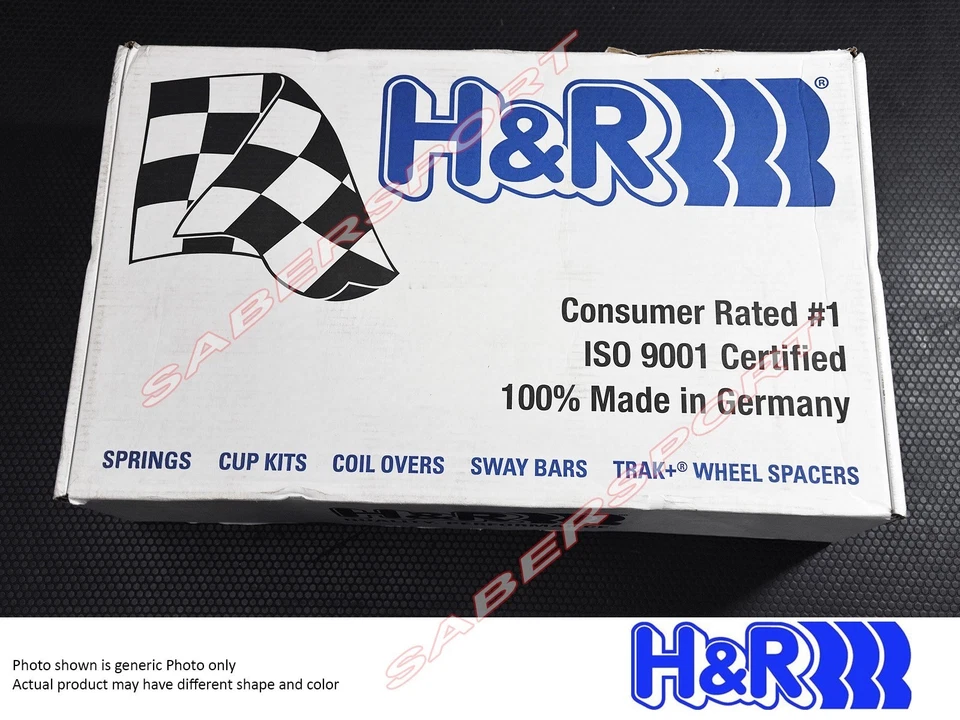 H&R®
Consumer Rated #1
ISO 9001 Certified
100% Made in Germany
SPRINGS CUP KITS COIL OVERS SWAY BARS TRAK+® WHEEL SPACERS
H&R
SABERSPORT
SABERSPORT
Photo shown is generic Photo only
Actual product may have different shape and color
H&R